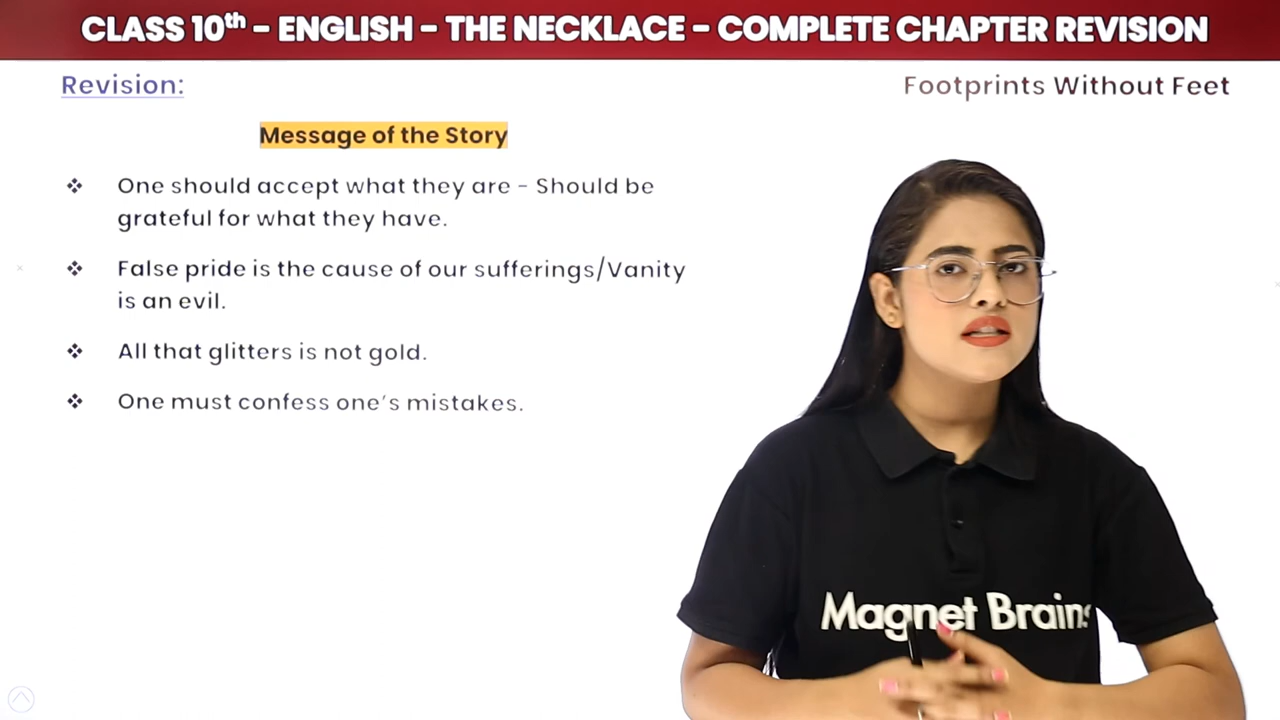 CLASS 10th - ENGLISH - THE NECKLACE - COMPLETE CHAPTER REVISION
Revision:
Footprints Without Feet
Message of the Story
❖ One should accept what they are - Should be
grateful for what they have.
❖ False pride is the cause of our sufferings/Vanity
is an evil.
❖ All that glitters is not gold.
❖ One must confess one's mistakes.
Magnet Brains